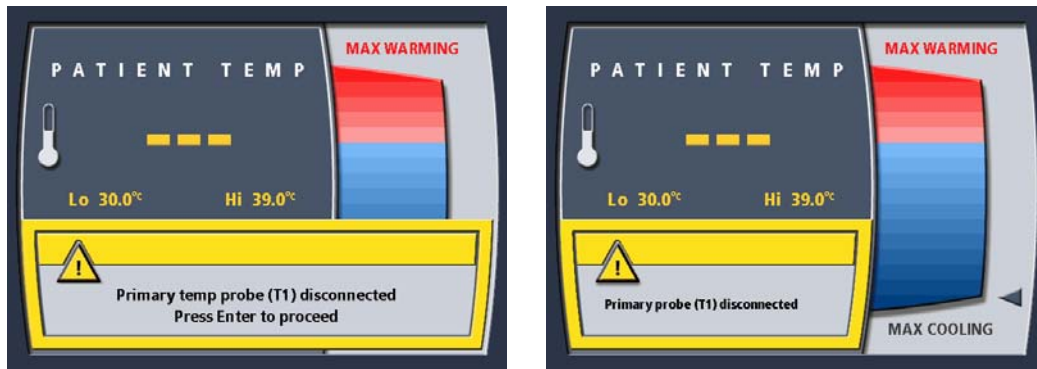 PATIENT TEMP
MAX WARMING
Lo 30.0°C
Hi 39.0°C
Primary temp probe (T1) disconnected
Press Enter to proceed
PATIENT TEMP
MAX WARMING
Lo 30.0°C
Hi 39.0°C
Primary probe (T1) disconnected
MAX COOLING